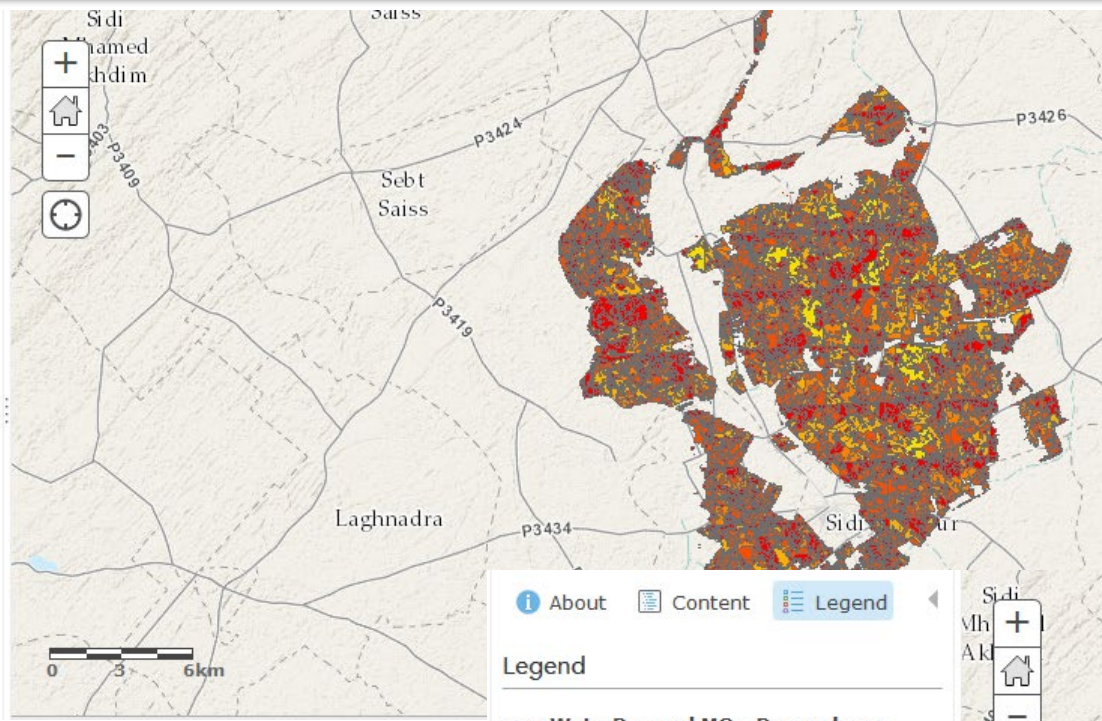 Saiss
Sidi
khdim
P3424
P3426
P3409
Sebt
Saiss
P3419
Laghnadra
P3434
Sidi
0 3 6km
About Content Legend
Legend
Sidi